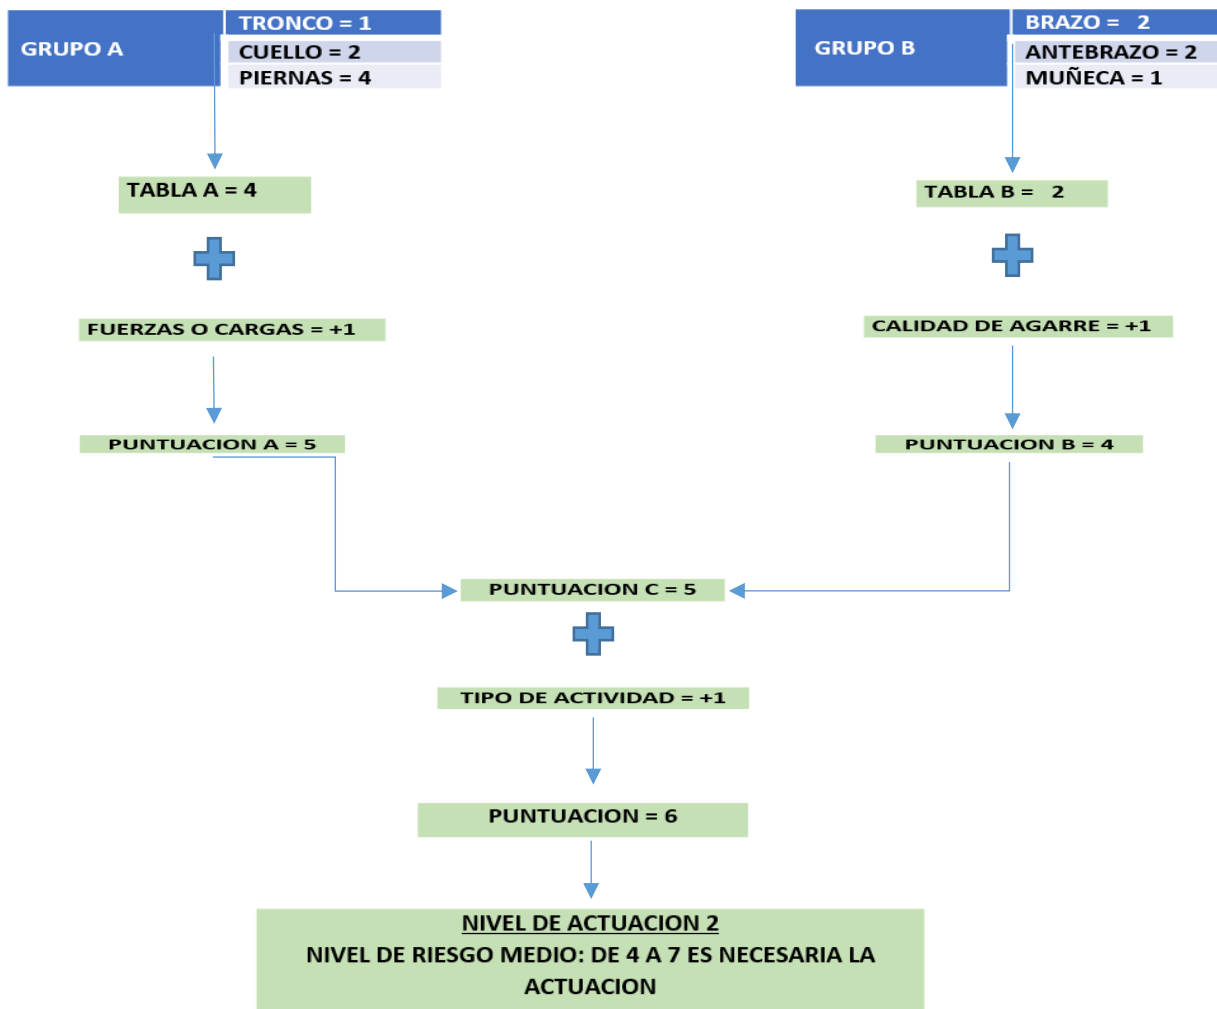 GRUPO A
TRONCO = 1
CUELLO = 2
PIERNAS = 4
GRUPO B
BRAZO = 2
ANTEBRAZO = 2
MUÑECA = 1
TABLA A = 4
TABLA B = 2
FUERZAS O CARGAS = +1
CALIDAD DE AGARRE = +1
PUNTUACION A = 5
PUNTUACION B = 4
PUNTUACION C = 5
TIPO DE ACTIVIDAD = +1
PUNTUACION = 6
NIVEL DE ACTUACION 2
NIVEL DE RIESGO MEDIO: DE 4 A 7 ES NECESARIA LA
ACTUACION